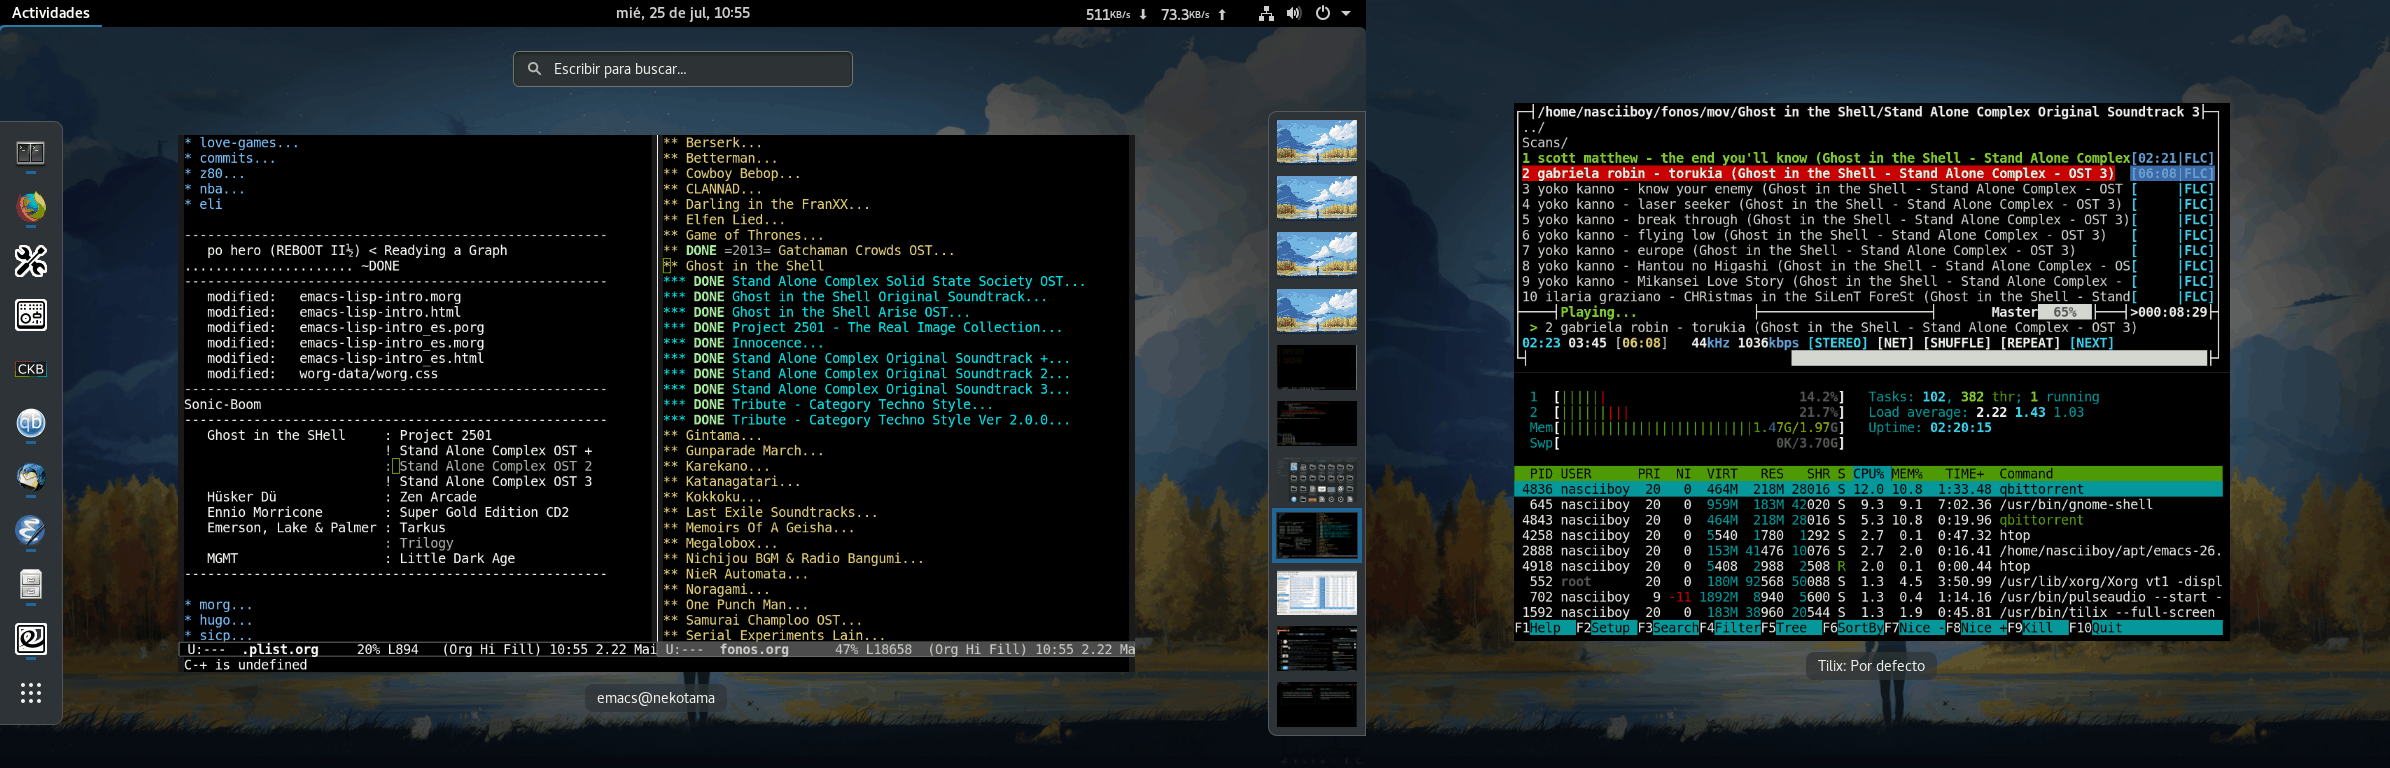 Actividades
mié, 25 de jul, 10:55
511KB/s ⬇ 73.3KB/s ⬆
Escribir para buscar...
CKB
qb
* love-games...
* commits...
* z80...
* nba...
* eli
-------------------------------------------------------
po hero (REBOOT II½) < Readying a Graph
...................... ~DONE
-------------------------------------------------------
modified:   emacs-lisp-intro.morg
modified:   emacs-lisp-intro.html
modified:   emacs-lisp-intro_es.porg
modified:   emacs-lisp-intro_es.morg
modified:   emacs-lisp-intro_es.html
modified:   worg-data/worg.css
-------------------------------------------------------
Sonic-Boom
-------------------------------------------------------
Ghost in the SHell     : Project 2501
! Stand Alone Complex OST +
: Stand Alone Complex OST 2
! Stand Alone Complex OST 3
Hüsker Dü              : Zen Arcade
Ennio Morricone        : Super Gold Edition CD2
Emerson, Lake & Palmer : Tarkus
: Trilogy
MGMT                   : Little Dark Age
-------------------------------------------------------
* morg...
* hugo...
* sicp...
U:---  .plist.org     20% L894   (Org Hi Fill) 10:55 2.22 Mai
C-+ is undefined
** Berserk...
** Betterman...
** Cowboy Bebop...
** CLANNAD...
** Darling in the FranXX...
** Elfen Lied...
** Game of Thrones...
** DONE =2013= Gatchaman Crowds OST...
** Ghost in the Shell
*** DONE Stand Alone Complex Solid State Society OST...
*** DONE Ghost in the Shell Original Soundtrack...
*** DONE Ghost in the Shell Arise OST...
*** DONE Project 2501 - The Real Image Collection...
*** DONE Innocence...
*** DONE Stand Alone Complex Original Soundtrack +...
*** DONE Stand Alone Complex Original Soundtrack 2...
*** DONE Stand Alone Complex Original Soundtrack 3...
*** DONE Tribute - Category Techno Style...
*** DONE Tribute - Category Techno Style Ver 2.0.0...
** Gintama...
** Gunparade March...
** Karekano...
** Katanagatari...
** Kokkoku...
** Last Exile Soundtracks...
** Memoirs Of A Geisha...
** Megalobox...
** Nichijou BGM & Radio Bangumi...
** NieR Automata...
** Noragami...
** One Punch Man...
** Samurai Champloo OST...
** Serial Experiments Lain...
U:---  fonos.org      47% L18658  (Org Hi Fill) 10:55 2.22 Ma
emacs@nekotama
/home/nasciiboy/fonos/mov/Ghost in the Shell/Stand Alone Complex Original Soundtrack 3
../
Scans/
1 scott matthew - the end you'll know (Ghost in the Shell - Stand Alone Complex[02:21|FLC]
2 gabriela robin - torukia (Ghost in the Shell - Stand Alone Complex - OST 3)  [06:08|FLC]
3 yoko kanno - know your enemy (Ghost in the Shell - Stand Alone Complex - OST [     |FLC]
4 yoko kanno - laser seeker (Ghost in the Shell - Stand Alone Complex - OST 3) [     |FLC]
5 yoko kanno - break through (Ghost in the Shell - Stand Alone Complex - OST 3)[     |FLC]
6 yoko kanno - flying low (Ghost in the Shell - Stand Alone Complex - OST 3)   [     |FLC]
7 yoko kanno - europe (Ghost in the Shell - Stand Alone Complex - OST 3)       [     |FLC]
8 yoko kanno - Hantou no Higashi (Ghost in the Shell - Stand Alone Complex - OS[     |FLC]
9 yoko kanno - Mikansei Love Story (Ghost in the Shell - Stand Alone Complex - [     |FLC]
10 ilaria graziano - CHRistmas in the SiLenT ForeSt (Ghost in the Shell - Stand[     |FLC]
Playing... Master 65% >000:08:29
> 2 gabriela robin - torukia (Ghost in the Shell - Stand Alone Complex - OST 3)
02:23 03:45 [06:08]   44kHz 1036kbps [STEREO] [NET] [SHUFFLE] [REPEAT] [NEXT]
1  [|||||| 14.2%]   Tasks: 102, 382 thr; 1 running
2  [||||||||| 21.7%]   Load average: 2.22 1.43 1.03
Mem[|||||||||||||||||||||||||1.47G/1.97G]   Uptime: 02:20:15
Swp[ 0K/3.70G]
PID USER      PRI  NI  VIRT   RES   SHR S CPU% MEM%   TIME+  Command
4836 nasciiboy  20   0  464M  218M 28016 S 12.0 10.8  1:33.48 qbittorrent
645 nasciiboy  20   0  959M  183M 42020 S  9.3  9.1  7:02.36 /usr/bin/gnome-shell
4843 nasciiboy  20   0  464M  218M 28016 S  5.3 10.8  0:19.96 qbittorrent
4258 nasciiboy  20   0  5540  1780  1292 S  2.7  0.1  0:47.32 htop
2888 nasciiboy  20   0  153M 41476 10076 S  2.7  2.0  0:16.41 /home/nasciiboy/apt/emacs-26.
4918 nasciiboy  20   0  5408  2988  2508 R  2.0  0.1  0:00.44 htop
552 root       20   0  180M 92568 50088 S  1.3  4.5  3:50.99 /usr/lib/xorg/Xorg vt1 -displ
702 nasciiboy   9 -11 1892M  8940  5600 S  1.3  0.4  1:14.16 /usr/bin/pulseaudio --start -
1592 nasciiboy  20   0  183M 38960 20544 S  1.3  1.9  0:45.81 /usr/bin/tilix --full-screen
F1Help  F2Setup F3SearchF4FilterF5Tree  F6SortByF7Nice -F8Nice +F9Kill  F10Quit
Tilix: Por defecto